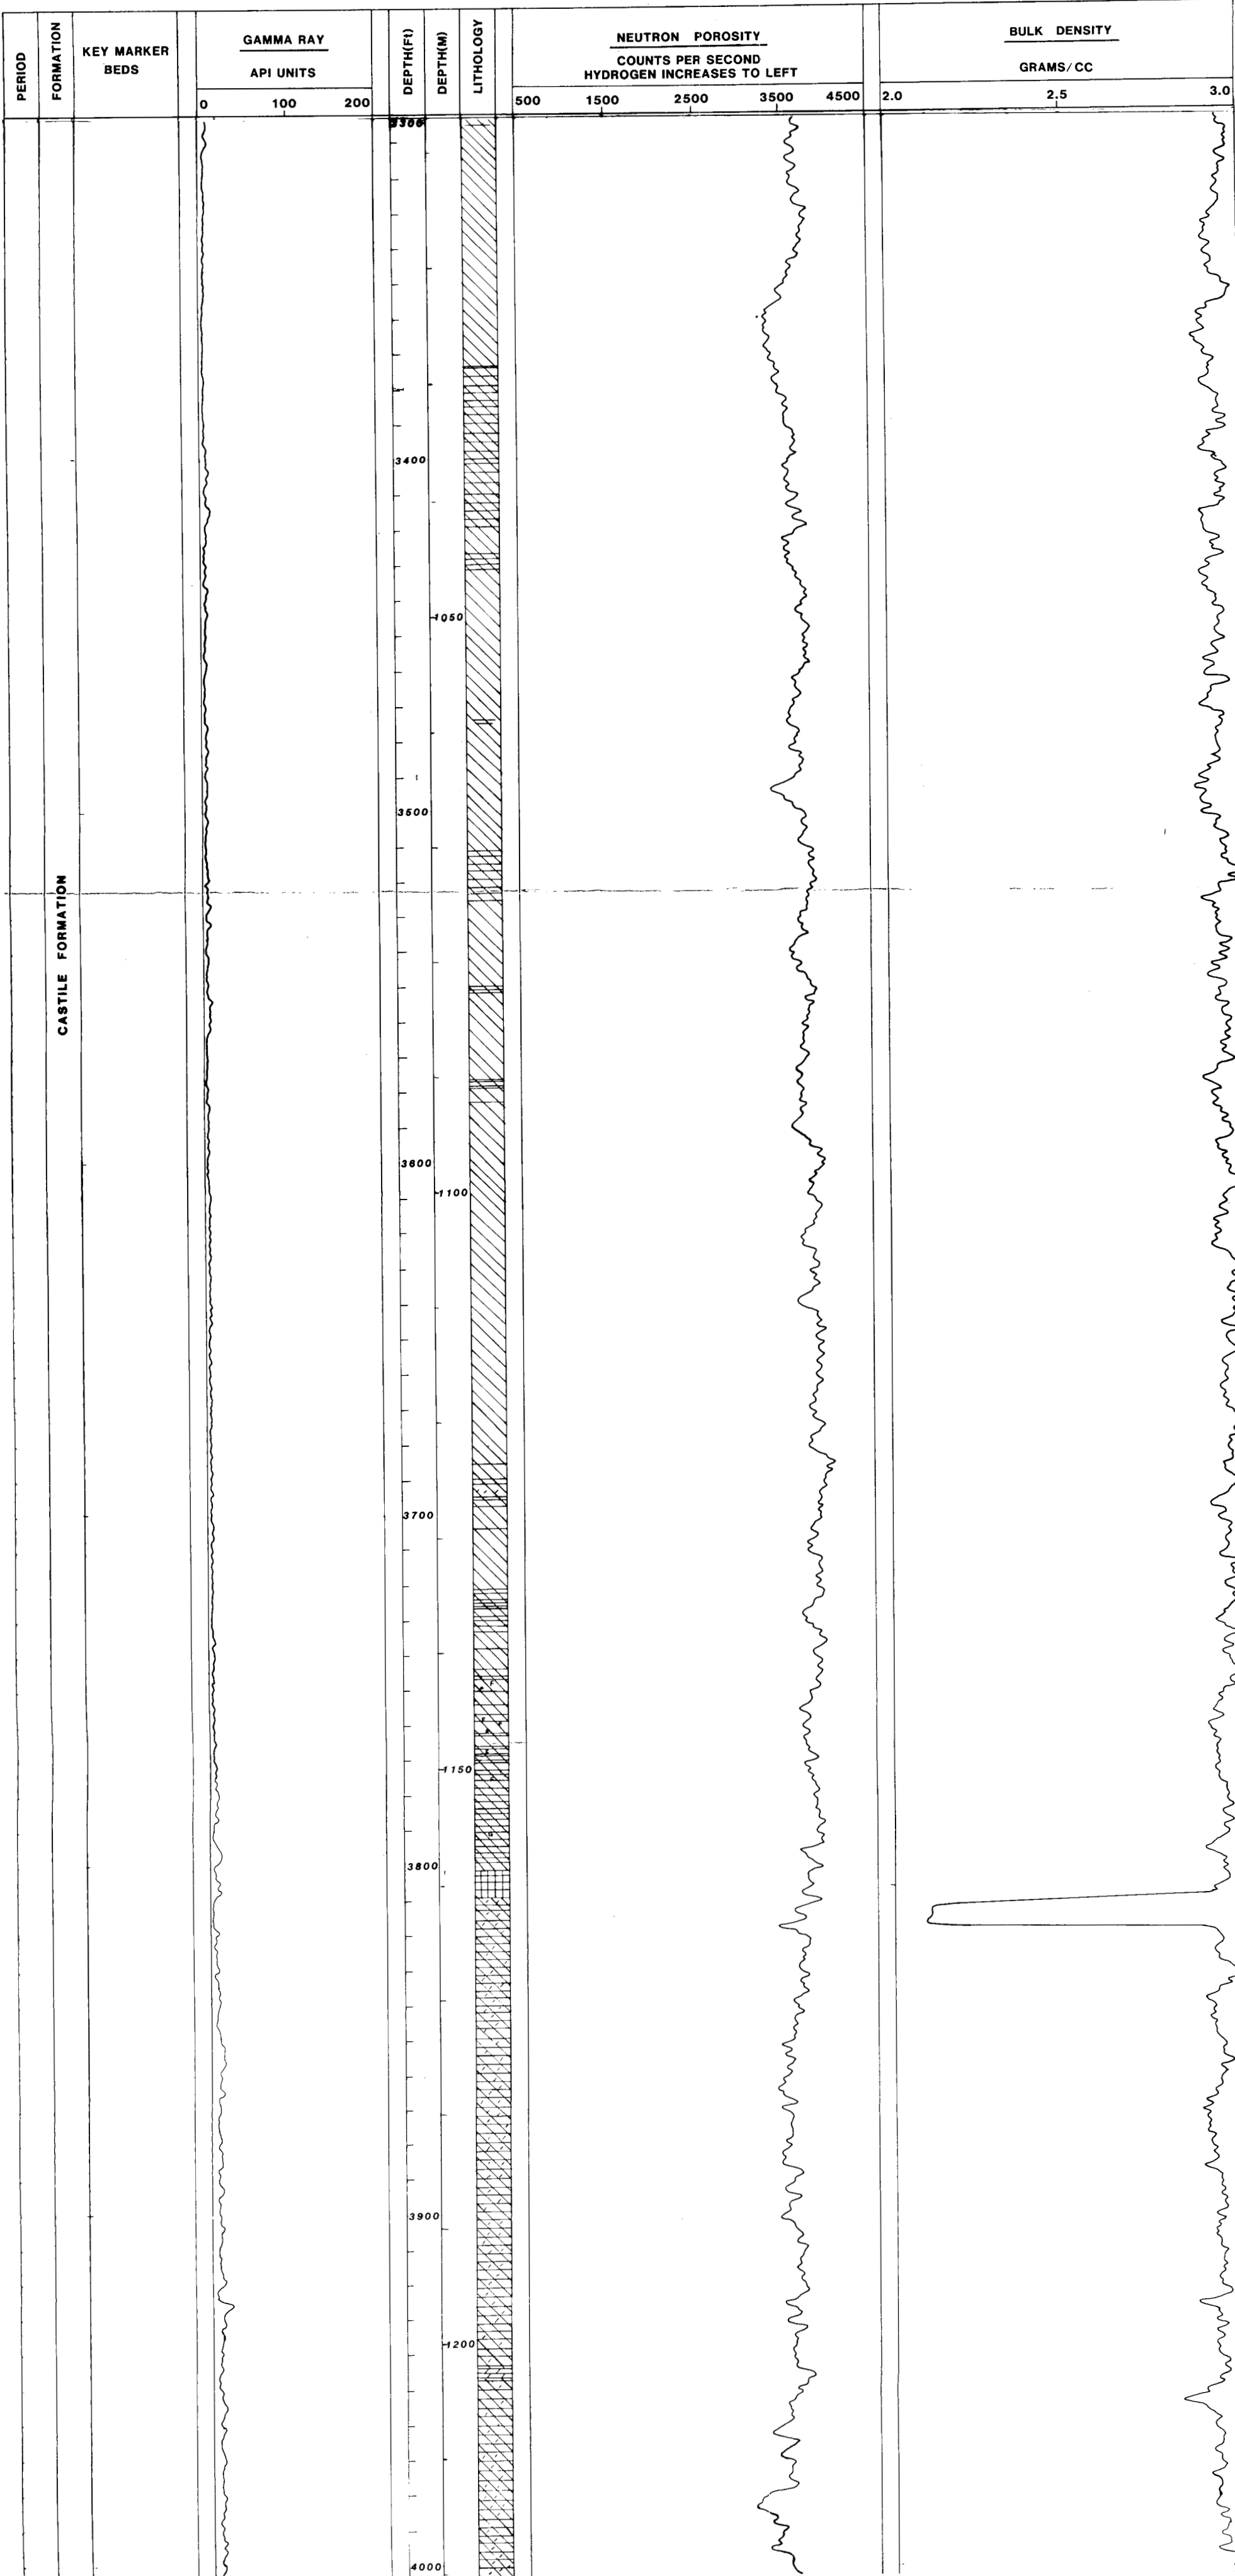 PERIOD
FORMATION
KEY MARKER
BEDS
GAMMA RAY
API UNITS
0 100 200
DEPTH(Ft)
DEPTH(M)
LITHOLOGY
NEUTRON POROSITY
COUNTS PER SECOND
HYDROGEN INCREASES TO LEFT
500 1500 2500 3500 4500
BULK DENSITY
GRAMS/CC
2.0 2.5 3.0
3300
3400
1050
3500
CASTILE FORMATION
3600
1100
3700
1150
3800
3900
1200
4000